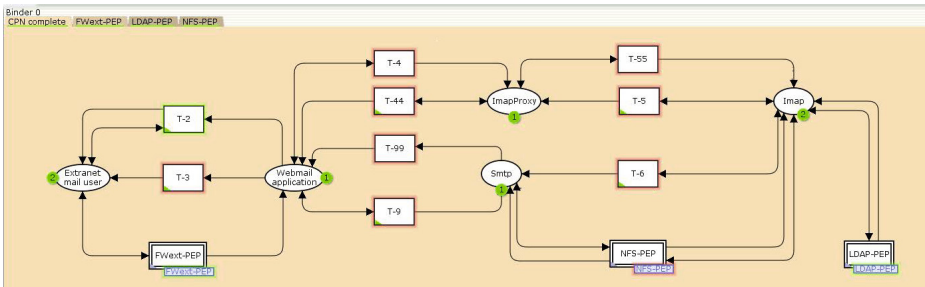 Binder 0
CPN complete FWext-PEP LDAP-PEP NFS-PEP
T-4
T-55
T-44
ImapProxy
1
T-5
Imap
2
T-2
T-99
2
Extranet
mail user
T-3
Webmail
application
1
Smtp
1
T-6
T-9
FWext-PEP
FWext-PEP
NFS-PEP
NFS-PEP
LDAP-PEP
LDAP-PEP